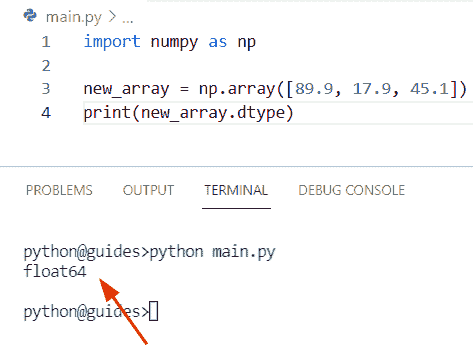 main.py > ...
1 import numpy as np
2
3 new_array = np.array([89.9, 17.9, 45.1])
4 print(new_array.dtype)
PROBLEMS OUTPUT TERMINAL DEBUG CONSOLE
python@guides>python main.py
float64
python@guides>